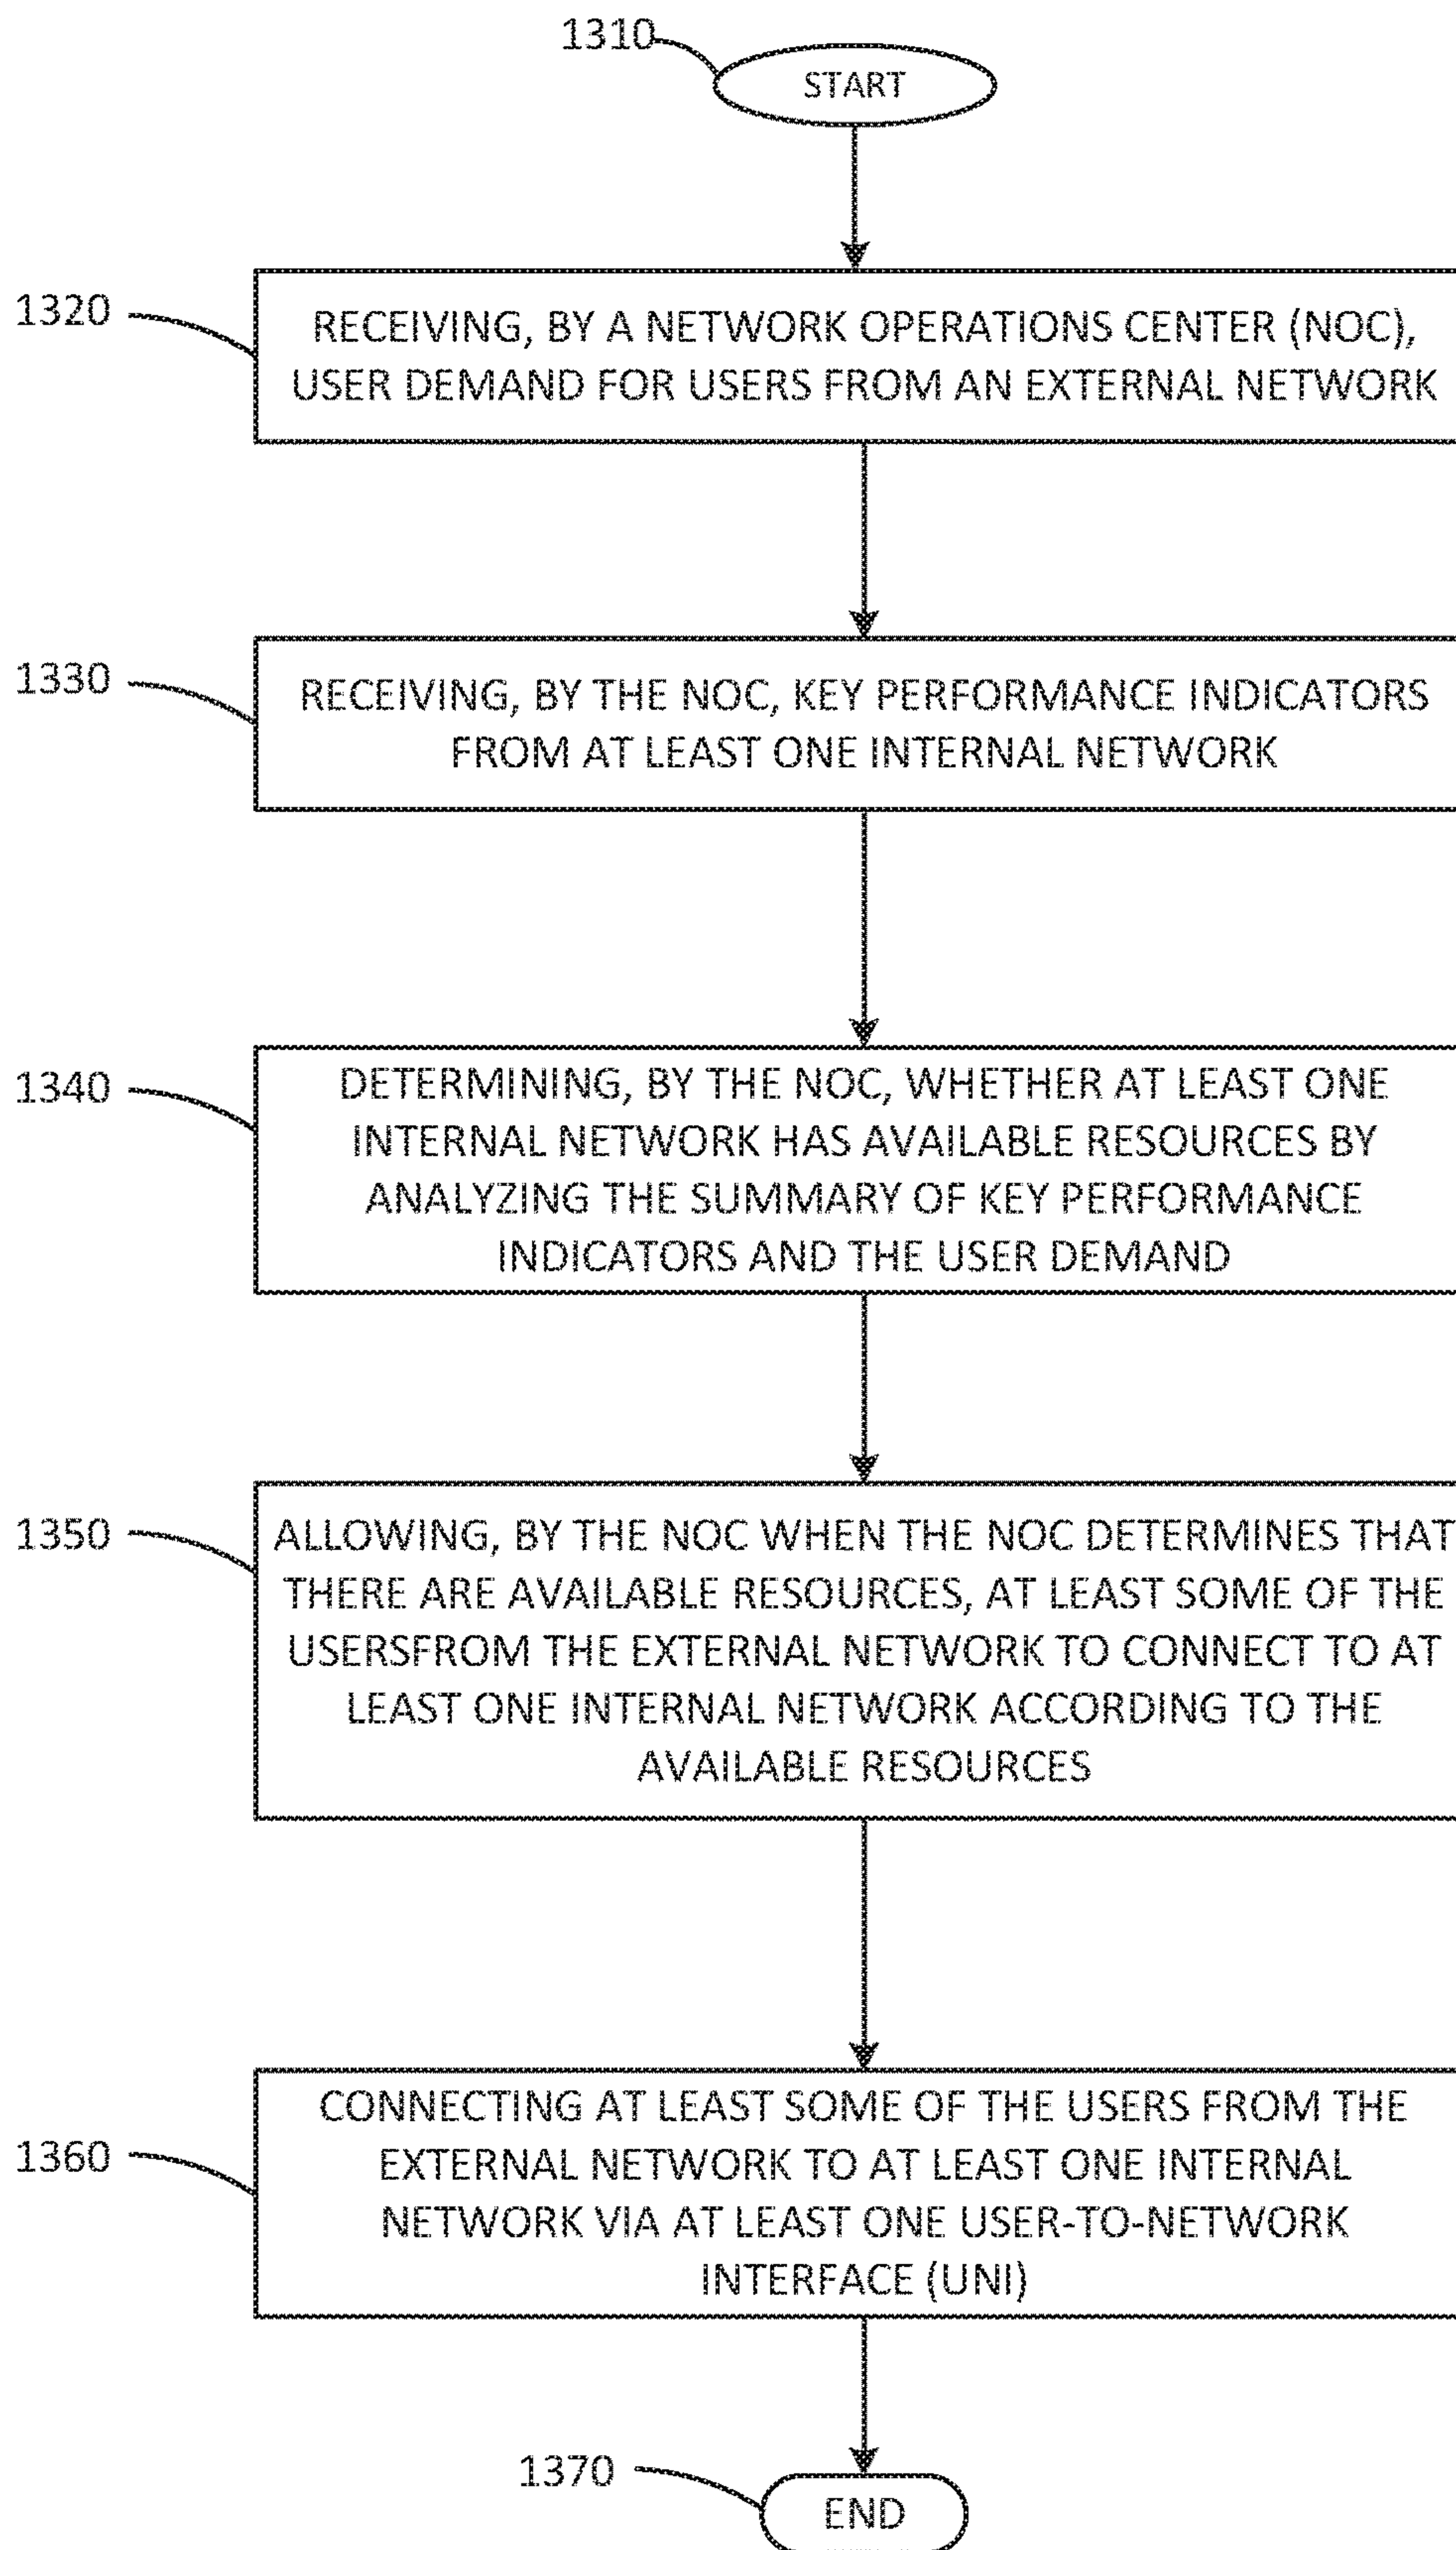 1310
START
1320
RECEIVING, BY A NETWORK OPERATIONS CENTER (NOC),
USER DEMAND FOR USERS FROM AN EXTERNAL NETWORK
1330
RECEIVING, BY THE NOC, KEY PERFORMANCE INDICATORS
FROM AT LEAST ONE INTERNAL NETWORK
1340
DETERMINING, BY THE NOC, WHETHER AT LEAST ONE
INTERNAL NETWORK HAS AVAILABLE RESOURCES BY
ANALYZING THE SUMMARY OF KEY PERFORMANCE
INDICATORS AND THE USER DEMAND
1350
ALLOWING, BY THE NOC WHEN THE NOC DETERMINES THAT
THERE ARE AVAILABLE RESOURCES, AT LEAST SOME OF THE
USERSFROM THE EXTERNAL NETWORK TO CONNECT TO AT
LEAST ONE INTERNAL NETWORK ACCORDING TO THE
AVAILABLE RESOURCES
1360
CONNECTING AT LEAST SOME OF THE USERS FROM THE
EXTERNAL NETWORK TO AT LEAST ONE INTERNAL
NETWORK VIA AT LEAST ONE USER-TO-NETWORK
INTERFACE (UNI)
1370
END